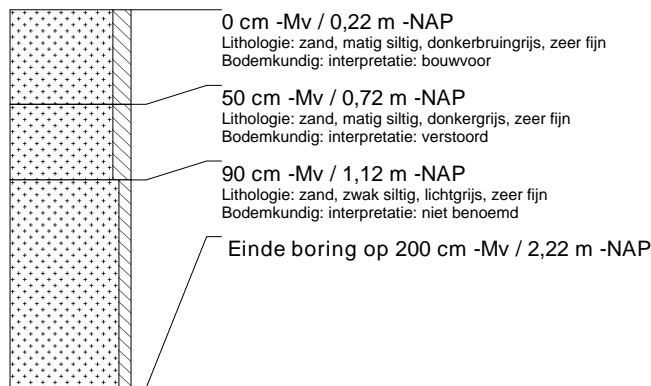 0 cm -Mv / 0,22 m -NAP
Lithologie: zand, matig siltig, donkerbruingrijs, zeer fijn
Bodemkundig: interpretatie: bouwvoor
50 cm -Mv / 0,72 m -NAP
Lithologie: zand, matig siltig, donkergrijs, zeer fijn
Bodemkundig: interpretatie: verstoord
90 cm -Mv / 1,12 m -NAP
Lithologie: zand, zwak siltig, lichtgrijs, zeer fijn
Bodemkundig: interpretatie: niet benoemd
Einde boring op 200 cm -Mv / 2,22 m -NAP